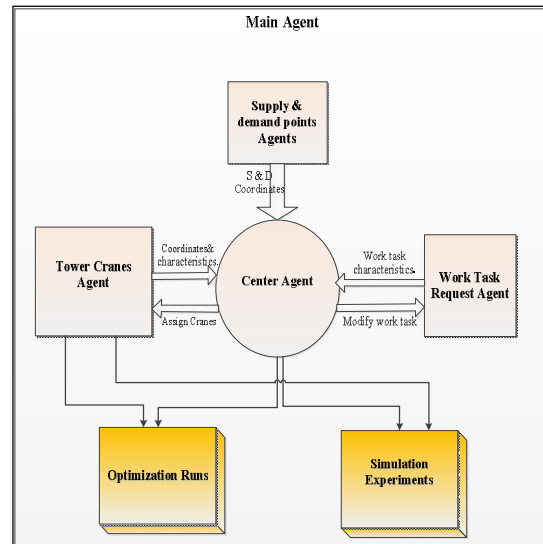 Main Agent
Supply &
demand points
Agents
S & D
Coordinates
Coordinates&
characteristics.
Tower Cranes
Agent
Assign Cranes
Center Agent
Work task
characteristics.
Modify work task
Work Task
Request Agent
Optimization Runs
Simulation
Experiments